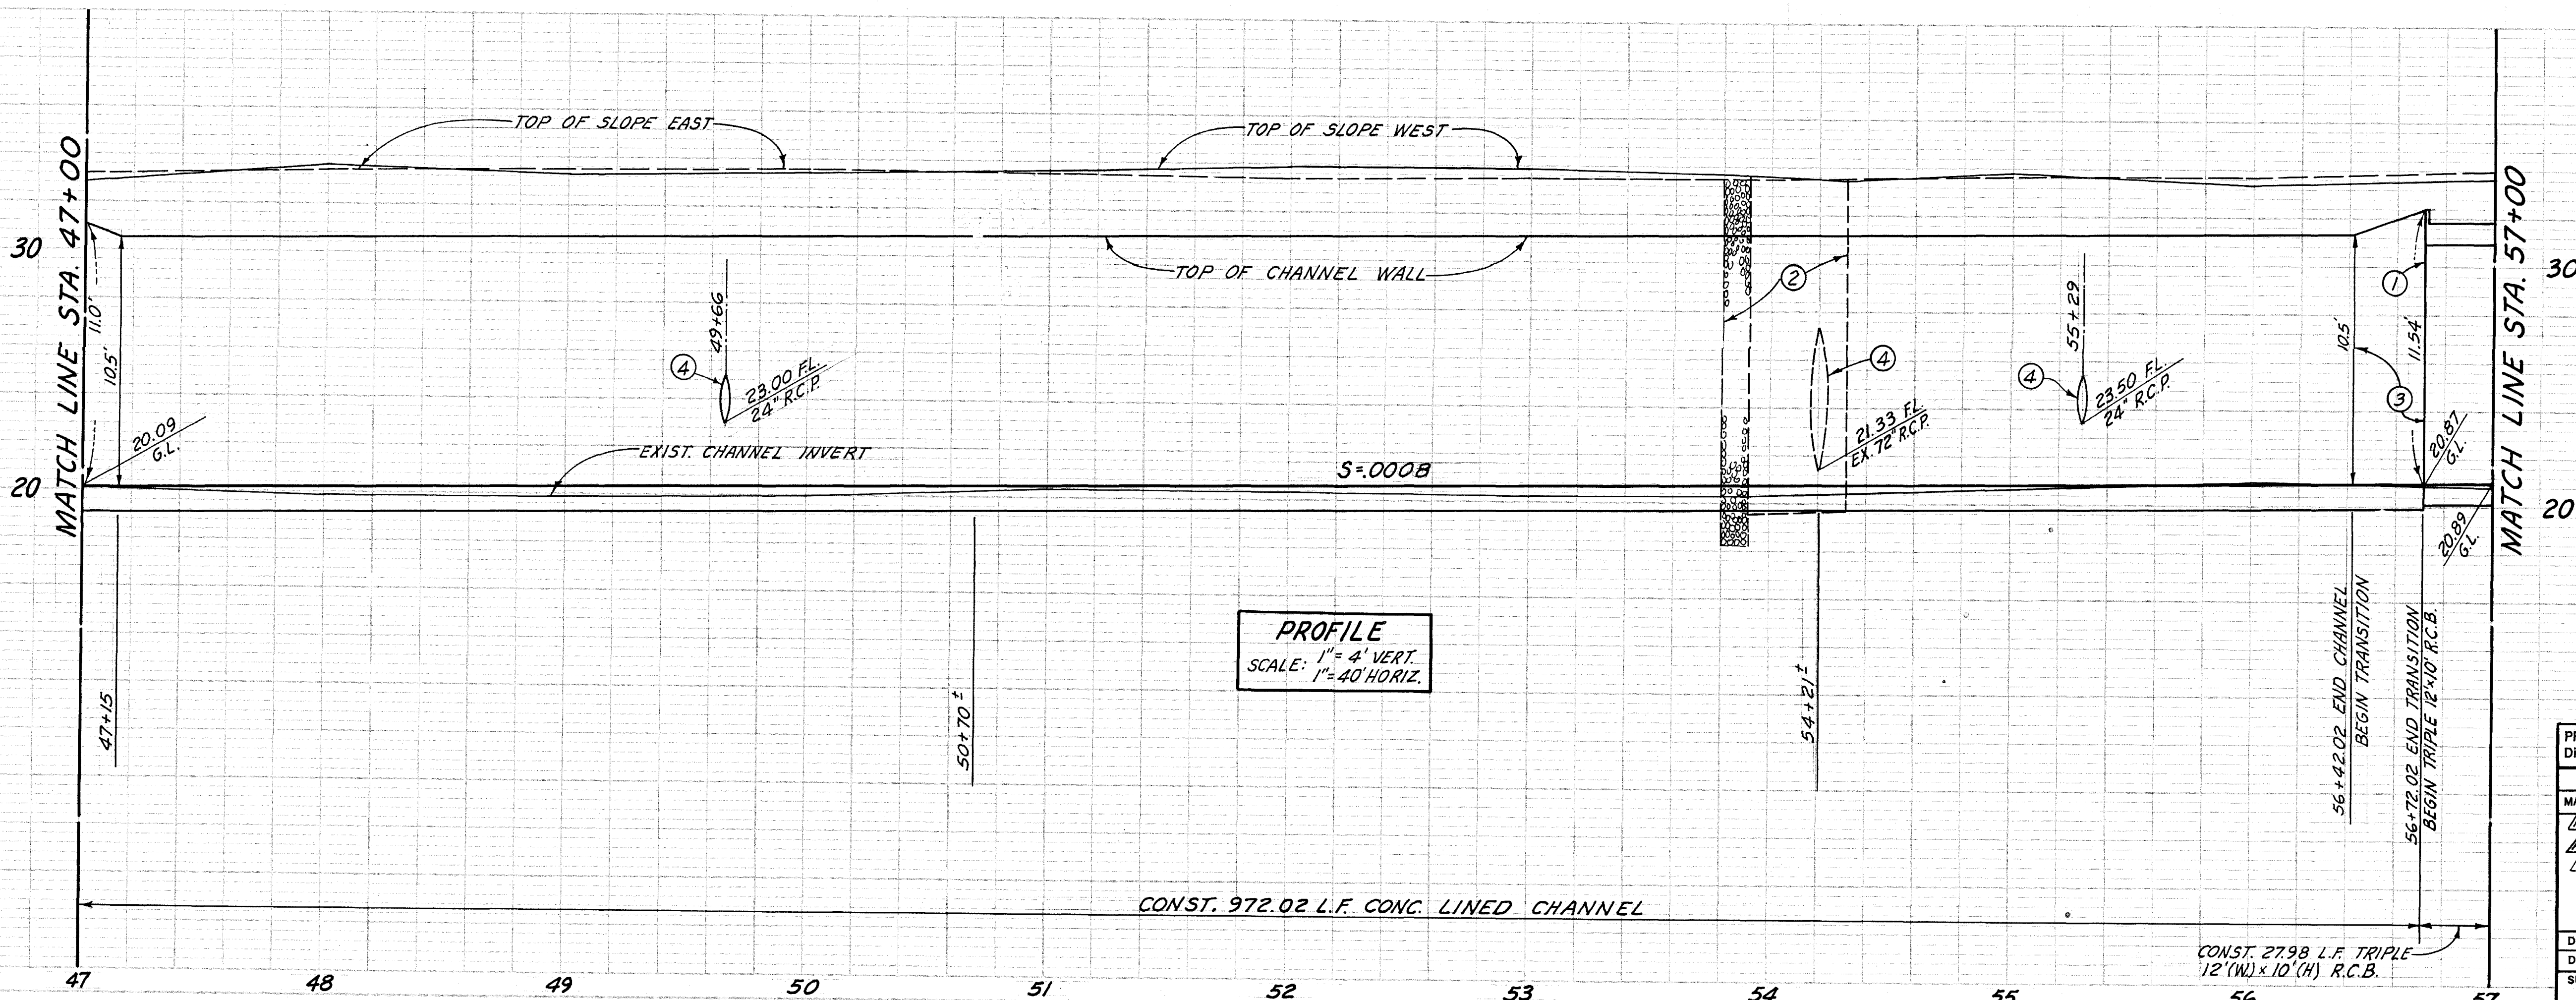 MATCH LINE STA. 47+00
MATCH LINE STA. 57+00
30
20
30
20
TOP OF SLOPE EAST
TOP OF SLOPE WEST
TOP OF CHANNEL WALL
11.0'
10.5'
20.09
G.L.
49+66
4
23.00 F.L.
24" R.C.P.
EXIST. CHANNEL INVERT
S=.0008
2
4
21.33 F.L.
EX. 72" R.C.P.
55+29
4
23.50 F.L.
24" R.C.P.
10.5'
11.54'
1
3
20.87
G.L.
20.89
G.L.
PROFILE
SCALE: 1"= 4' VERT.
1"=40' HORIZ.
47+15
50+70±
54+21±
56+42.02 END CHANNEL
BEGIN TRANSITION
56+72.02 END TRANSITION
BEGIN TRIPLE 12'x10' R.C.B.
CONST. 972.02 L.F. CONC. LINED CHANNEL
CONST. 27.98 L.F. TRIPLE
12'(W.) x 10'(H) R.C.B.
47 48 49 50 51 52 53 54 55 56 57